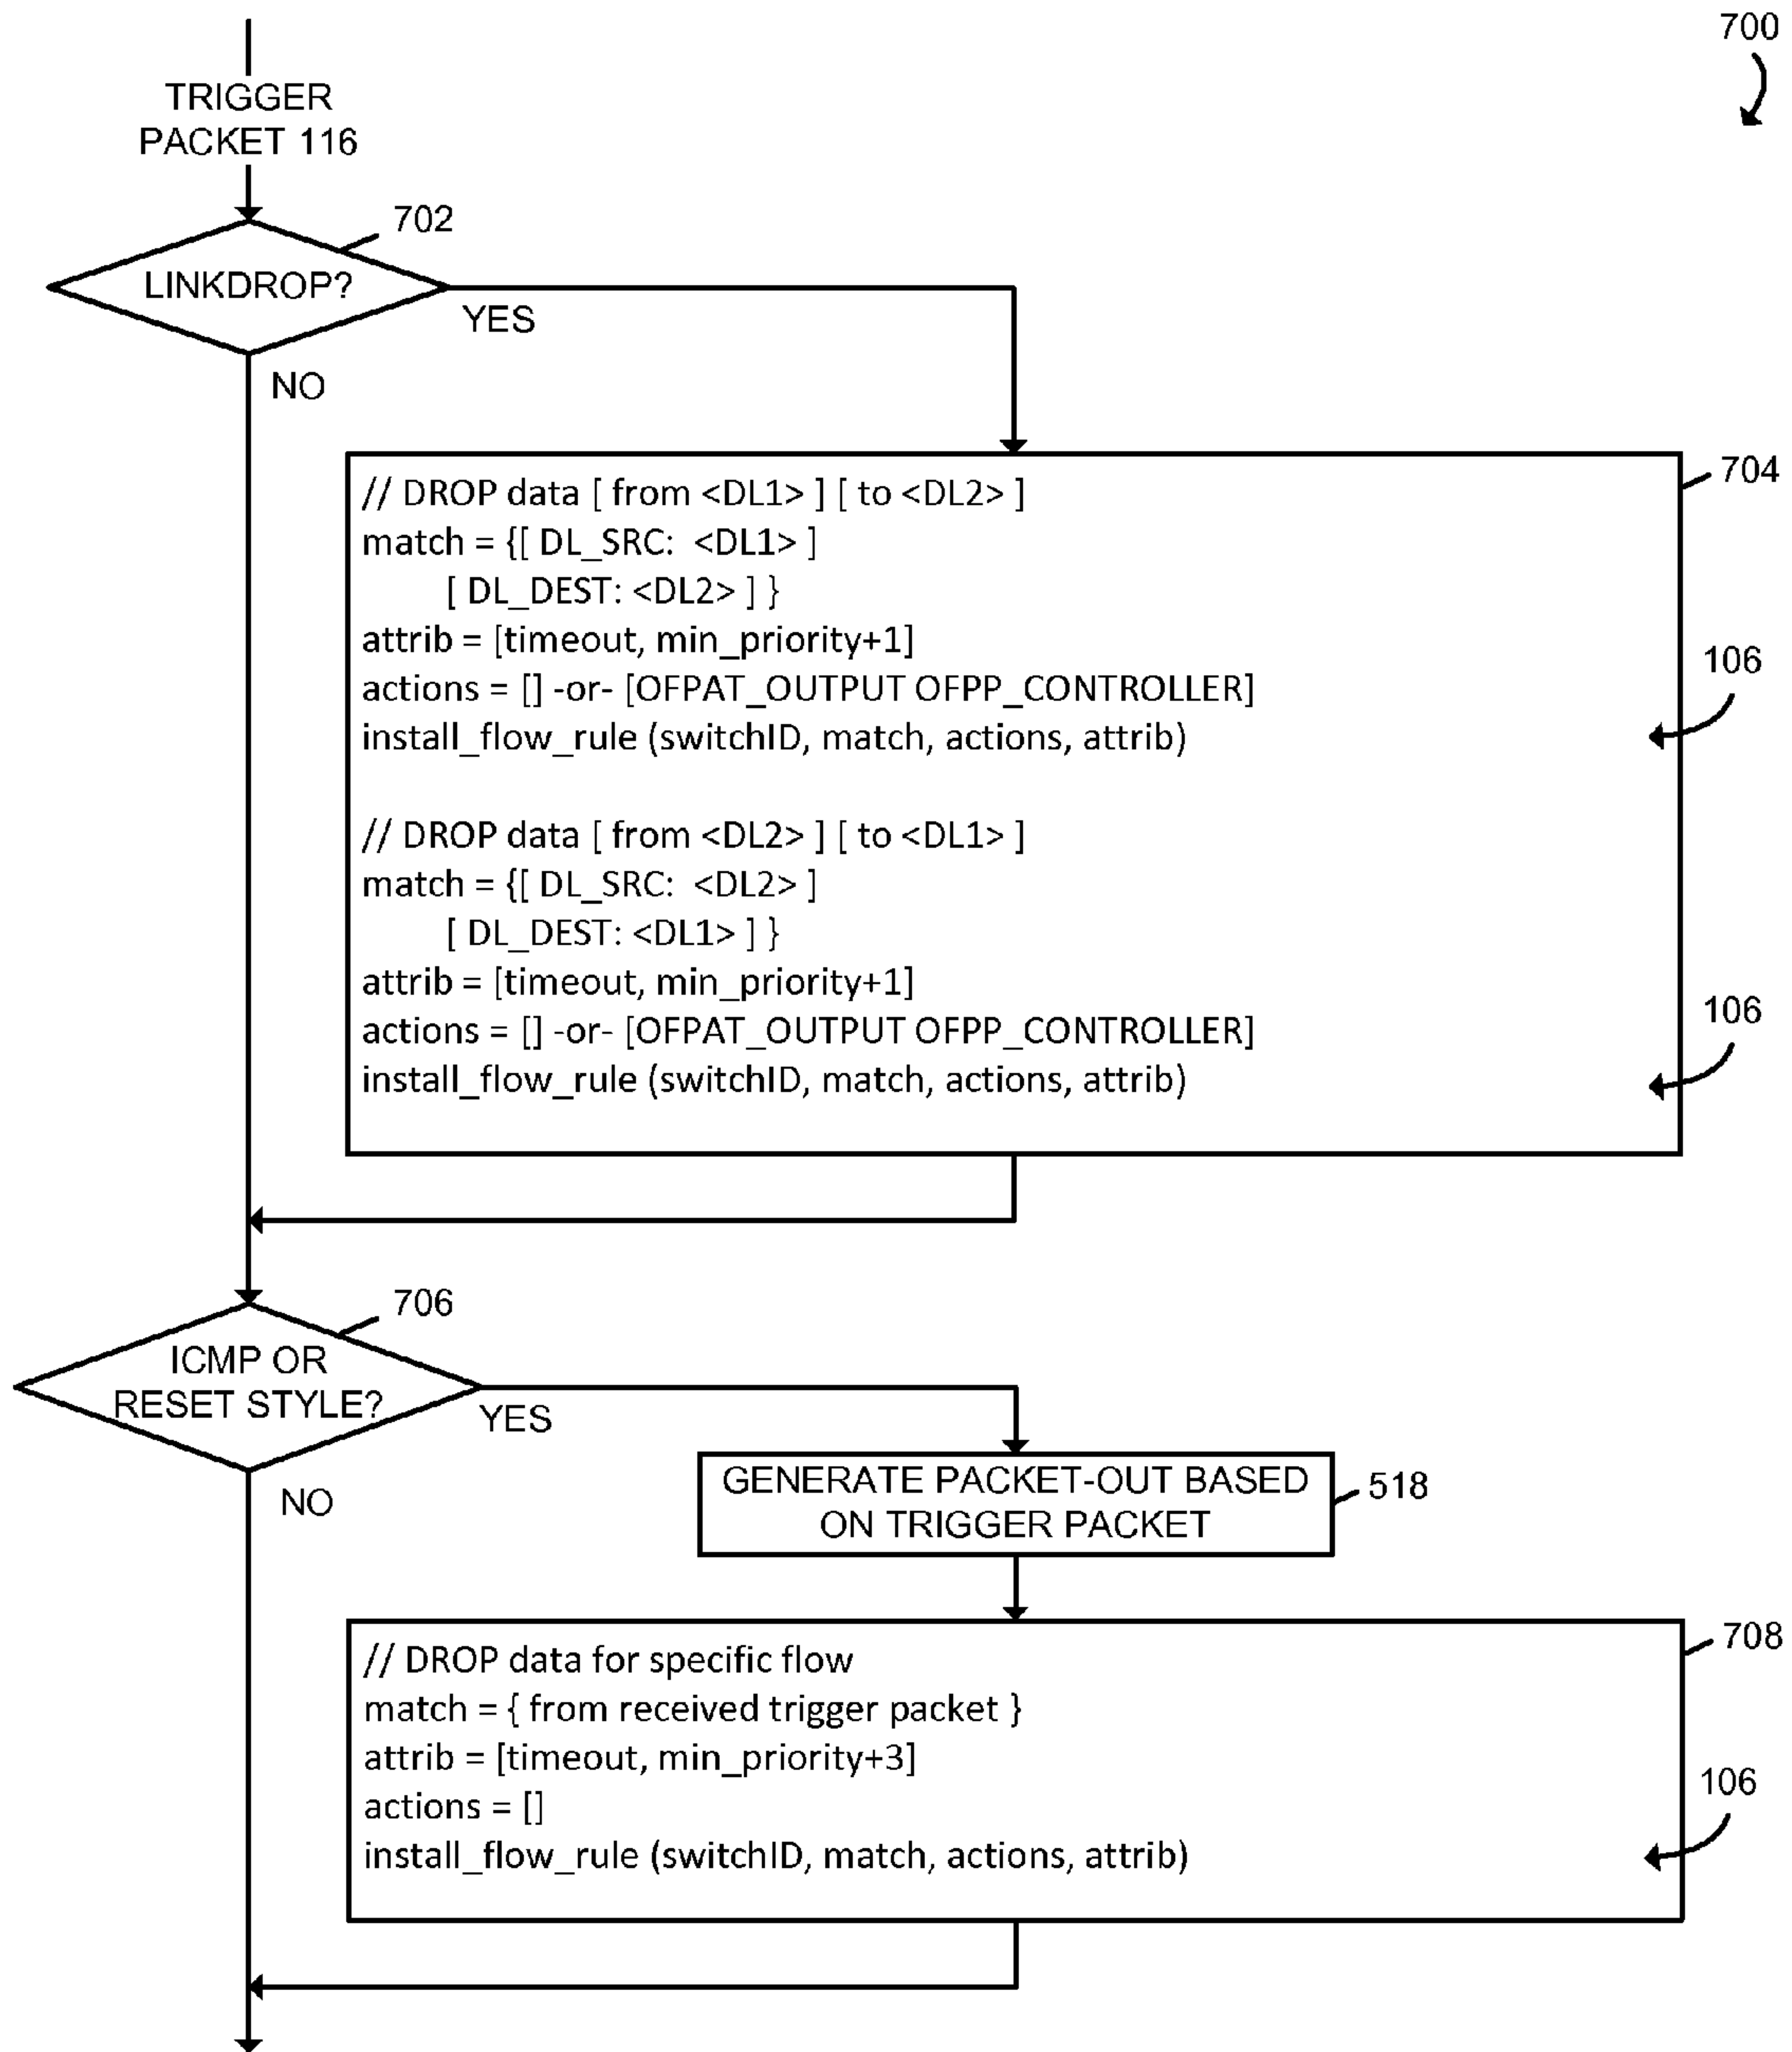 700
TRIGGER
PACKET 116
702
LINKDROP?
YES
NO
704
// DROP data [ from <DL1> ] [ to <DL2> ]
match = {[ DL_SRC:  <DL1> ]
[ DL_DEST: <DL2> ] }
attrib = [timeout, min_priority+1]
106
actions = [] -or- [OFPAT_OUTPUT OFPP_CONTROLLER]
install_flow_rule (switchID, match, actions, attrib)
// DROP data [ from <DL2> ] [ to <DL1> ]
match = {[ DL_SRC:  <DL2> ]
[ DL_DEST: <DL1> ] }
attrib = [timeout, min_priority+1]
106
actions = [] -or- [OFPAT_OUTPUT OFPP_CONTROLLER]
install_flow_rule (switchID, match, actions, attrib)
706
ICMP OR
RESET STYLE?
YES
NO
GENERATE PACKET-OUT BASED
ON TRIGGER PACKET
518
708
// DROP data for specific flow
match = { from received trigger packet }
attrib = [timeout, min_priority+3]
106
actions = []
install_flow_rule (switchID, match, actions, attrib)